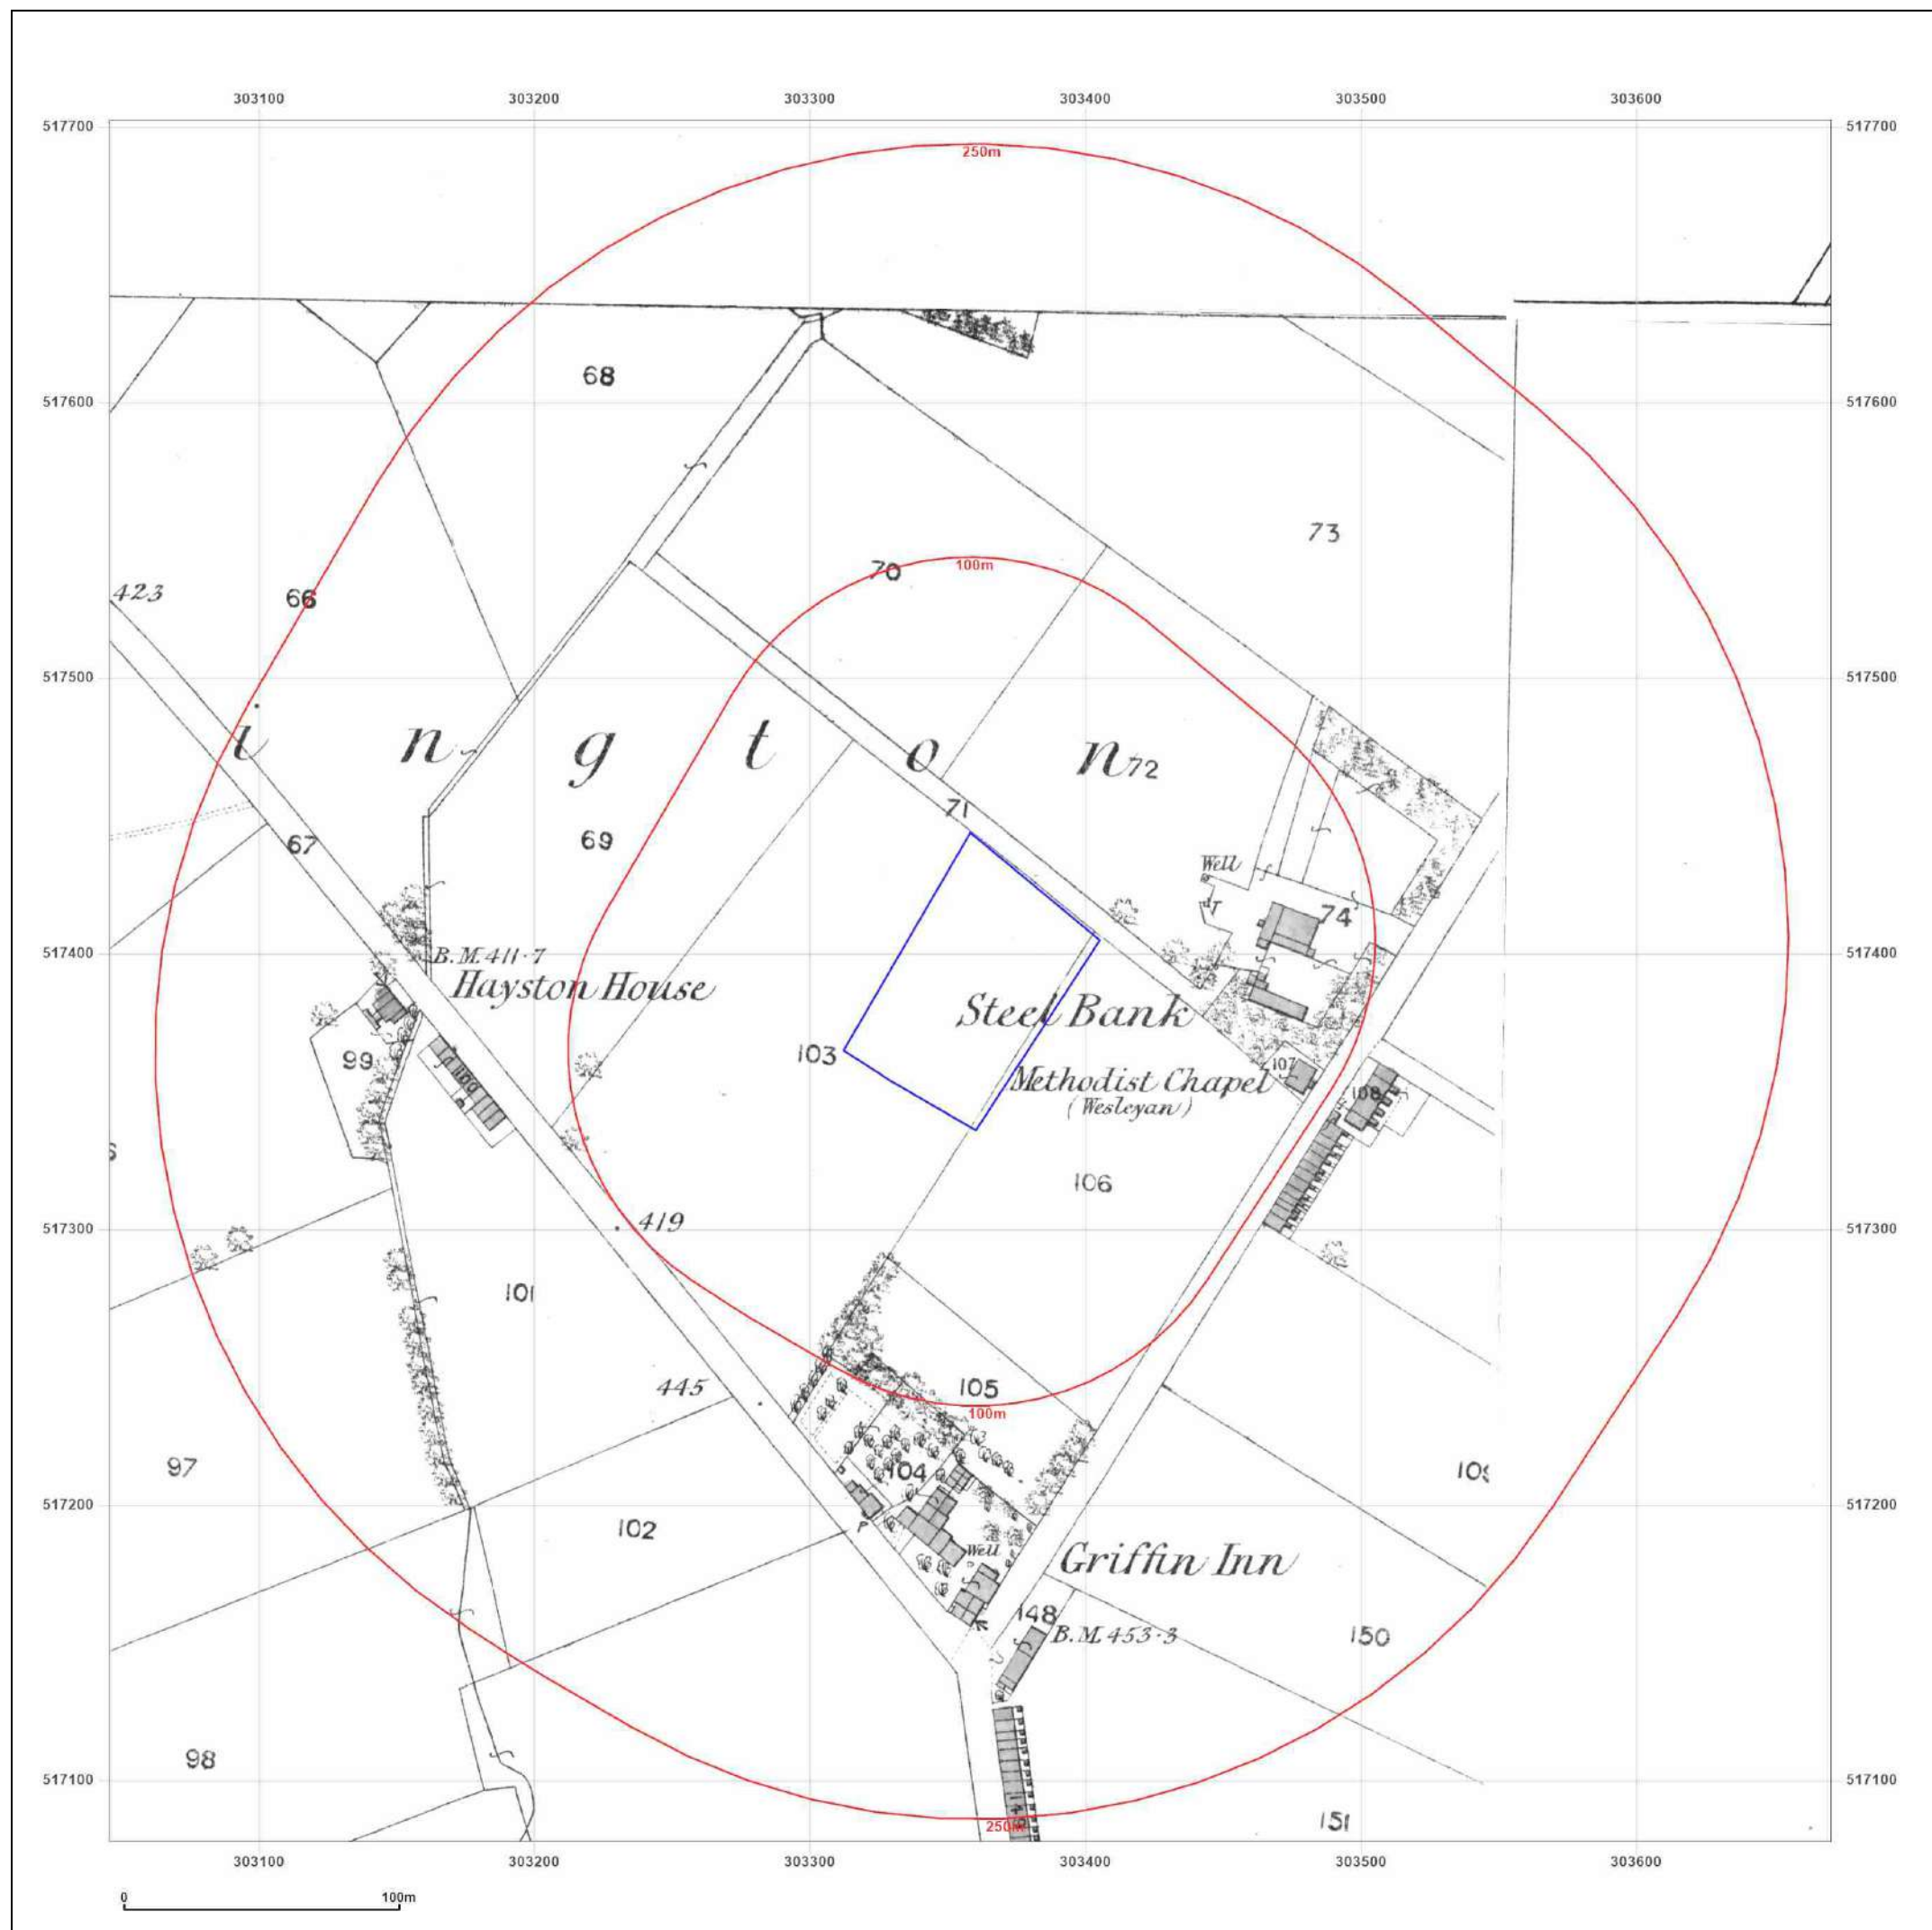 303100 303200 303300 303400 303500 303600
517700 517700
250m
68
517600 517600
73
70
100m
423
66
517500 517500
i n g t o n
72
71
69
67
Well
74
517400 517400
B.M. 411·7
Hayston House
Steel Bank
103
99
107
Methodist Chapel
(Wesleyan)
100
108
106
517300 517300
419
101
445
105
100m
97
104
109
517200 517200
102
P
Well
Griffin Inn
148
B.M. 453·3
150
98
517100 517100
250m
151
303100 303200 303300 303400 303500 303600
0 100m